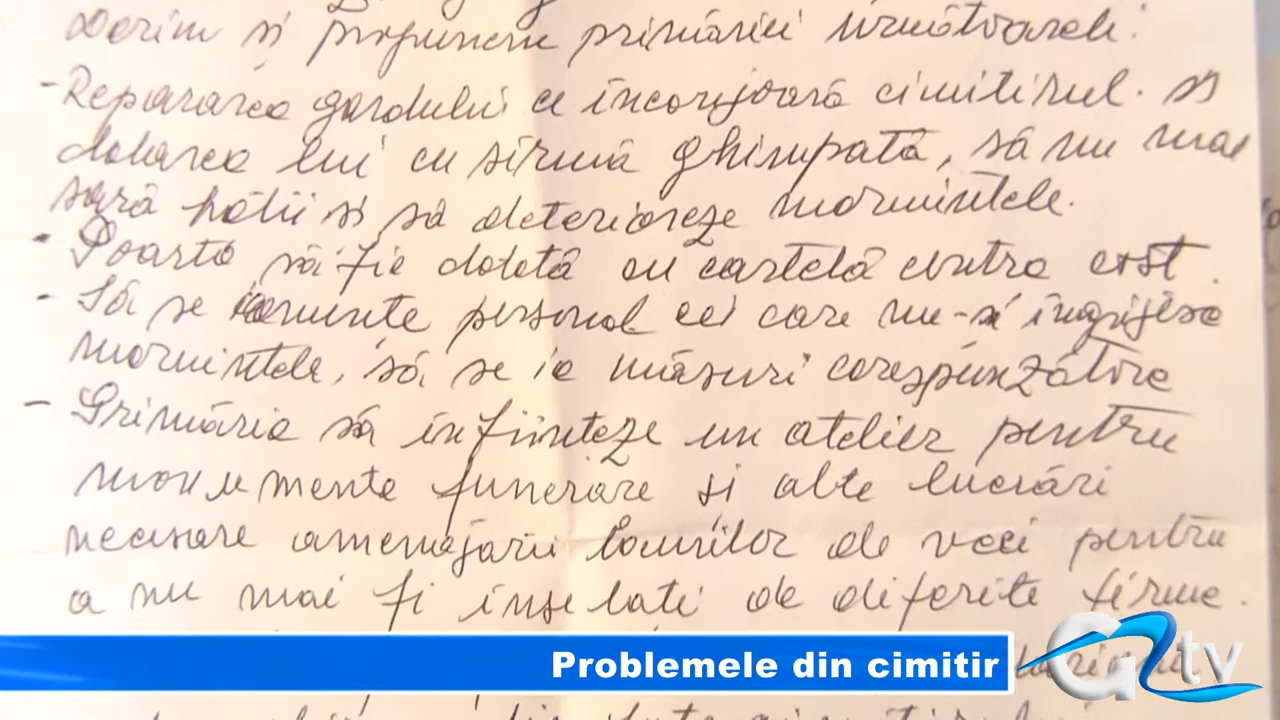 Dorim și propunem primăriei următoarele:
- Repararea gardului ce înconjoară cimitirul. și
dotarea lui cu sîrmă ghimpată, să nu mai
sară hoții și să deterioreze mormintele.
- Poarta să fie dotată cu cartelă contra cost.
- Să se anunțe personal cei care nu-și îngrijesc
mormintele, să se ia măsuri corespunzătoare
- Primăria să înființeze un atelier pentru
monumente funerare și alte lucrări
necesare amenajării locurilor de veci pentru
a nu mai fi înșelați de diferite firme.
Problemele din cimitir
G2tv